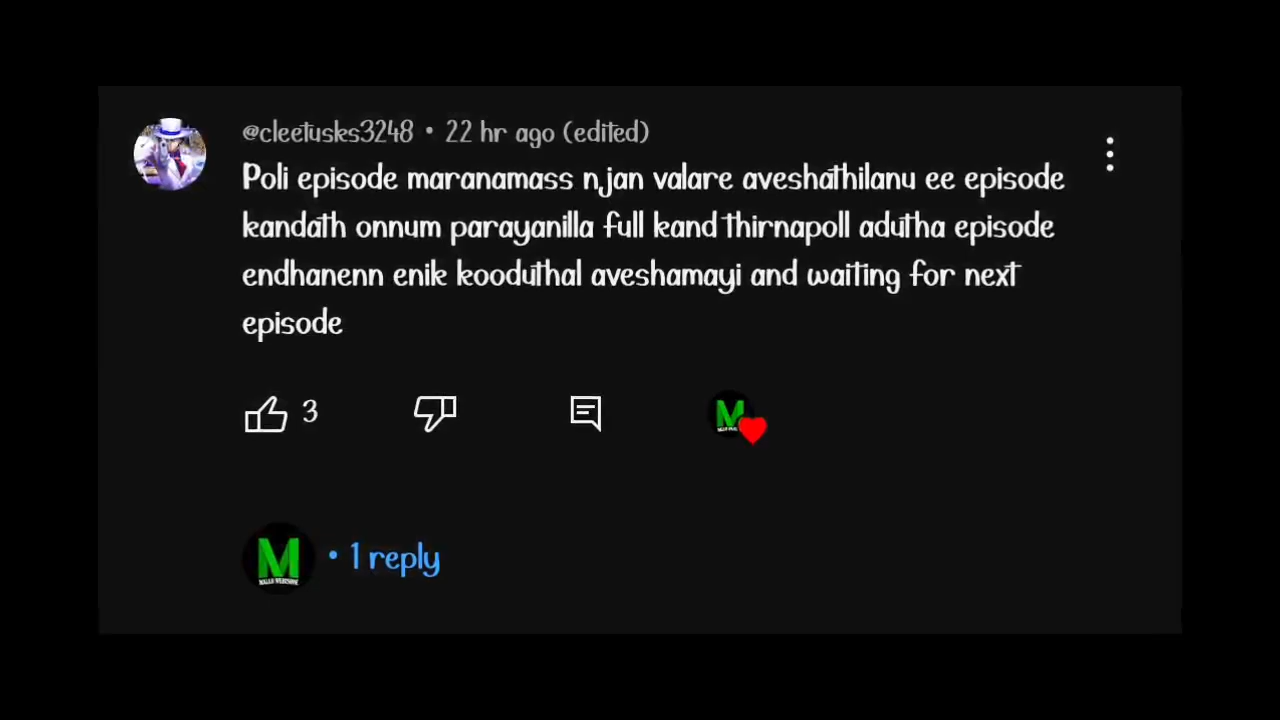 @cleetusks3248 • 22 hr ago (edited)
Poli episode maranamass njan valare aveshathilanu ee episode
kandath onnum parayanilla full kand thirnapoll adutha episode
endhanenn enik kooduthal aveshamayi and waiting for next
episode
3
M
M
• 1 reply